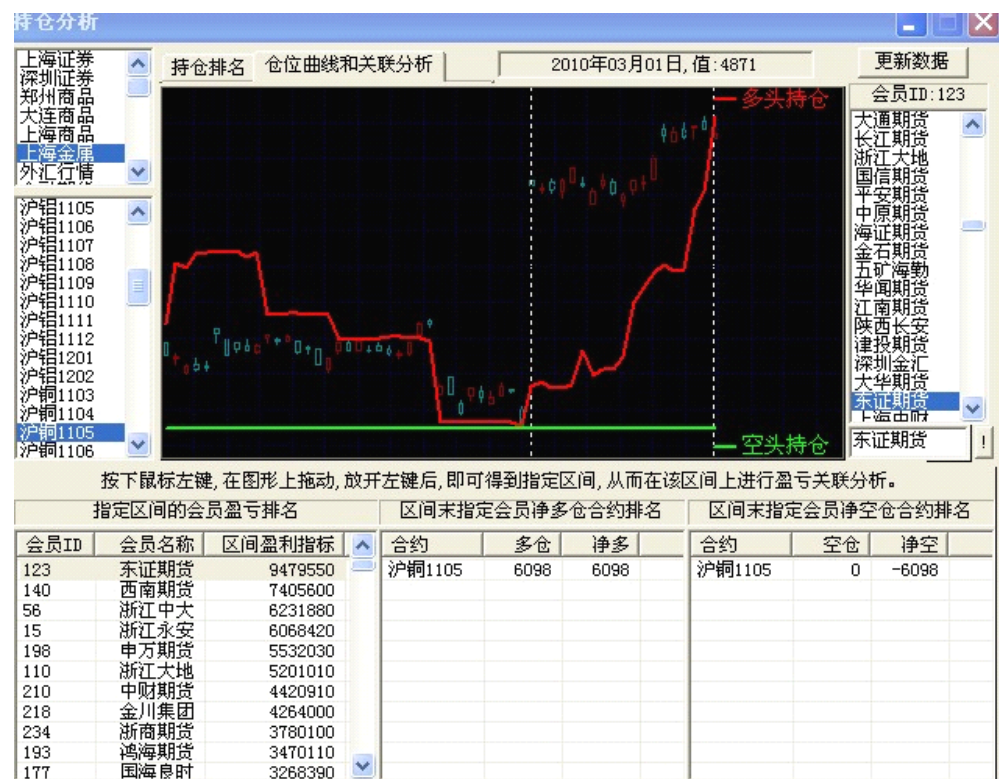 持仓分析
上海证券
深圳证券
郑州商品
大连商品
上海商品
上海金属
外汇行情
持仓排名 仓位曲线和关联分析
2010年03月01日,值:4871
更新数据
多头持仓
空头持仓
会员ID:123
大通期货
长江期货
浙江大地
国信期货
平安期货
中原期货
海证期货
金石期货
五矿海勤
华闻期货
江南期货
陕西长安
津投期货
深圳金汇
大华期货
东证期货
上海中财
东证期货 !
沪铝1105
沪铝1106
沪铝1107
沪铝1108
沪铝1109
沪铝1110
沪铝1111
沪铝1112
沪铝1201
沪铝1202
沪铜1103
沪铜1104
沪铜1105
沪铜1106
按下鼠标左键,在图形上拖动,放开左键后,即可得到指定区间,从而在该区间上进行盈亏关联分析。
指定区间的会员盈亏排名 区间末指定会员净多仓合约排名 区间末指定会员净空仓合约排名
会员ID 会员名称 区间盈利指标 合约 多仓 净多 合约 空仓 净空
123 东证期货 9479550 沪铜1105 6098 6098 沪铜1105 0 -6098
140 西南期货 7405600
56 浙江中大 6231880
15 浙江永安 6068420
198 申万期货 5532030
110 浙江大地 5201010
210 中财期货 4420910
218 金川集团 4264000
234 浙商期货 3780100
193 鸿海期货 3470110
177 国海良时 3268390